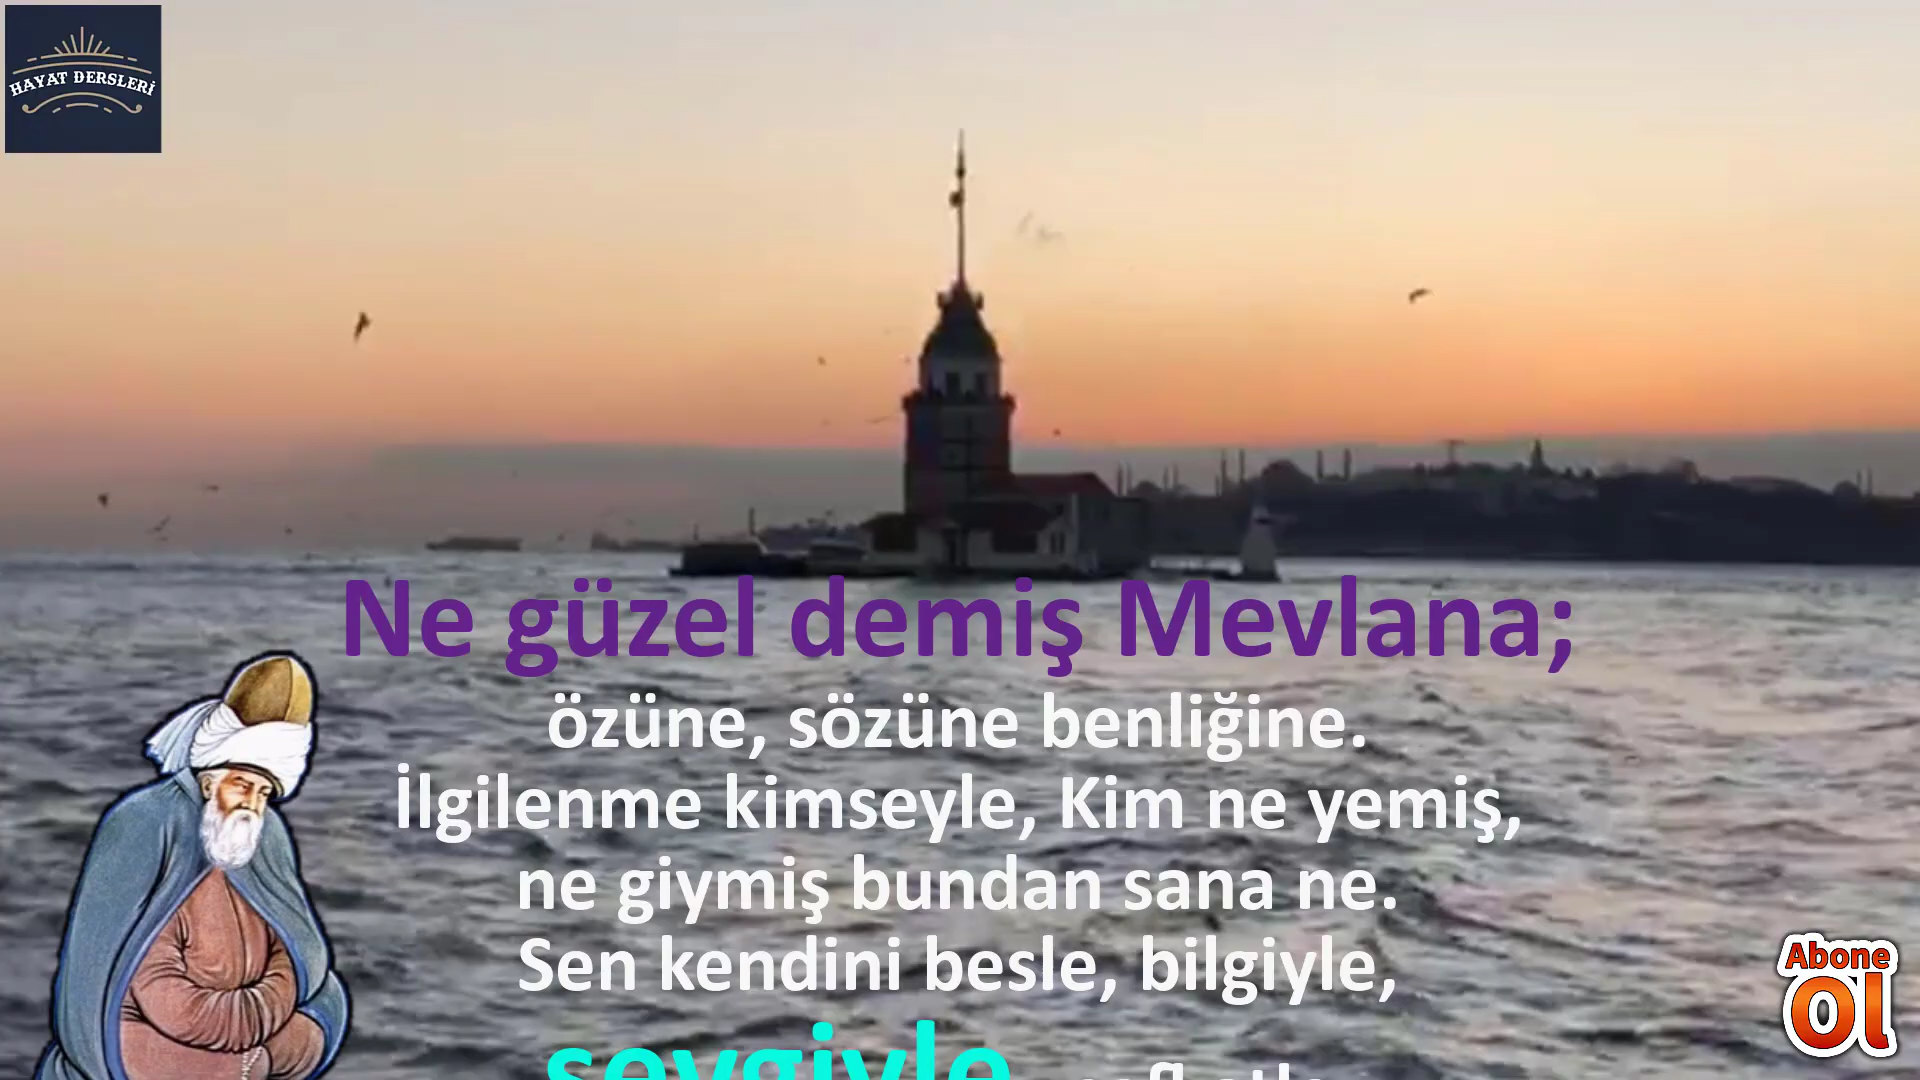 HAYAT DERSLERİ
Ne güzel demiş Mevlana;
özüne, sözüne benliğine.
İlgilenme kimseyle, Kim ne yemiş,
ne giymiş bundan sana ne.
Sen kendini besle, bilgiyle,
sevgiyle
Abone
ol